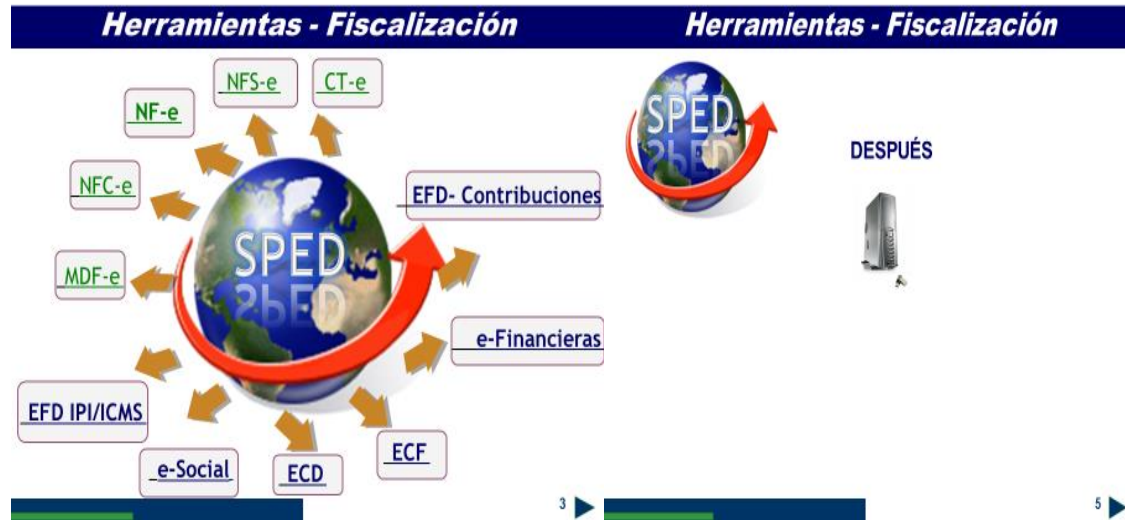 Herramientas - Fiscalización
NFS-e
CT-e
NF-e
NFC-e
EFD- Contribuciones
SPED
MDF-e
e-Financieras
EFD IPI/ICMS
e-Social
ECD
ECF
3
Herramientas - Fiscalización
SPED
DESPUÉS
5